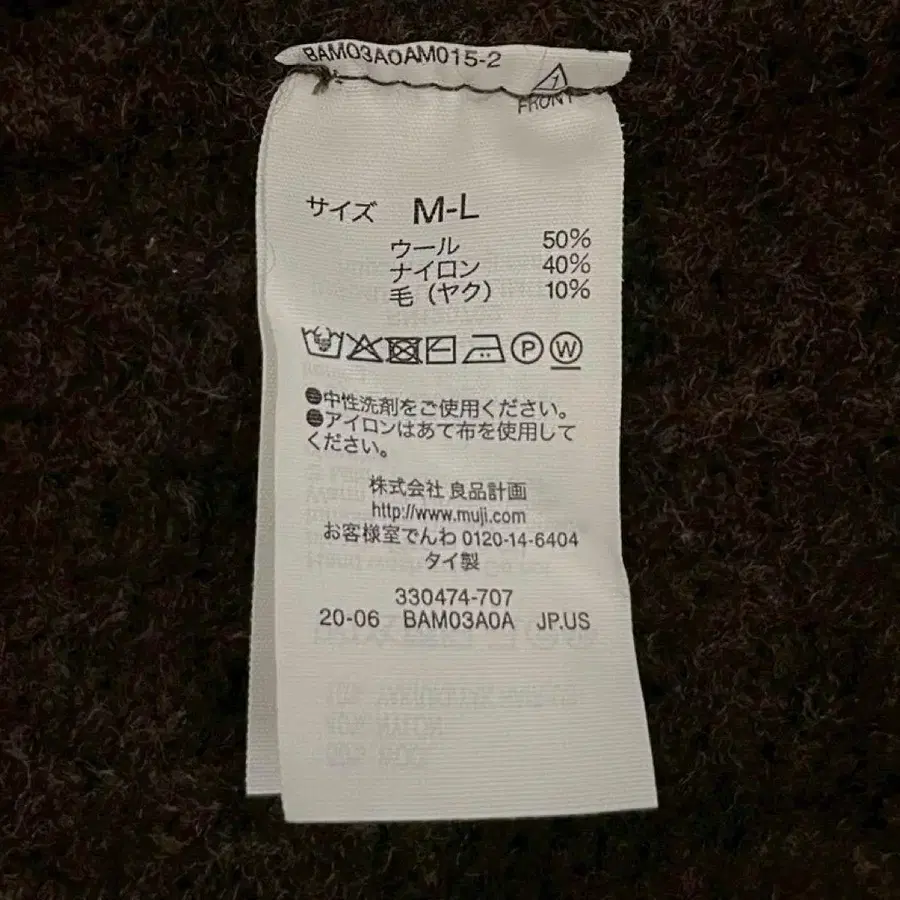 BAM03A0AM015-2
1
FRONT
サイズ M-L
ウール 50%
ナイロン 40%
毛（ヤク） 10%
P W
●中性洗剤をご使用ください。
●アイロンはあて布を使用して
ください。
株式会社 良品計画
http://www.muji.com
お客様室でんわ 0120-14-6404
タイ製
330474-707
20-06 BAM03A0A JP.US